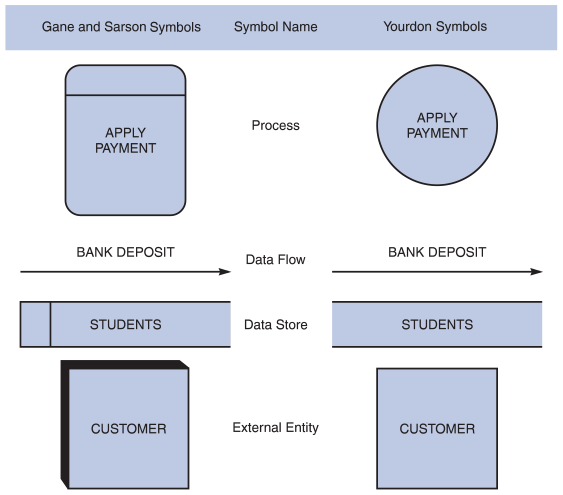 Gane and Sarson Symbols Symbol Name Yourdon Symbols
APPLY
PAYMENT
Process
APPLY
PAYMENT
BANK DEPOSIT
Data Flow
BANK DEPOSIT
STUDENTS
Data Store
STUDENTS
CUSTOMER
External Entity
CUSTOMER